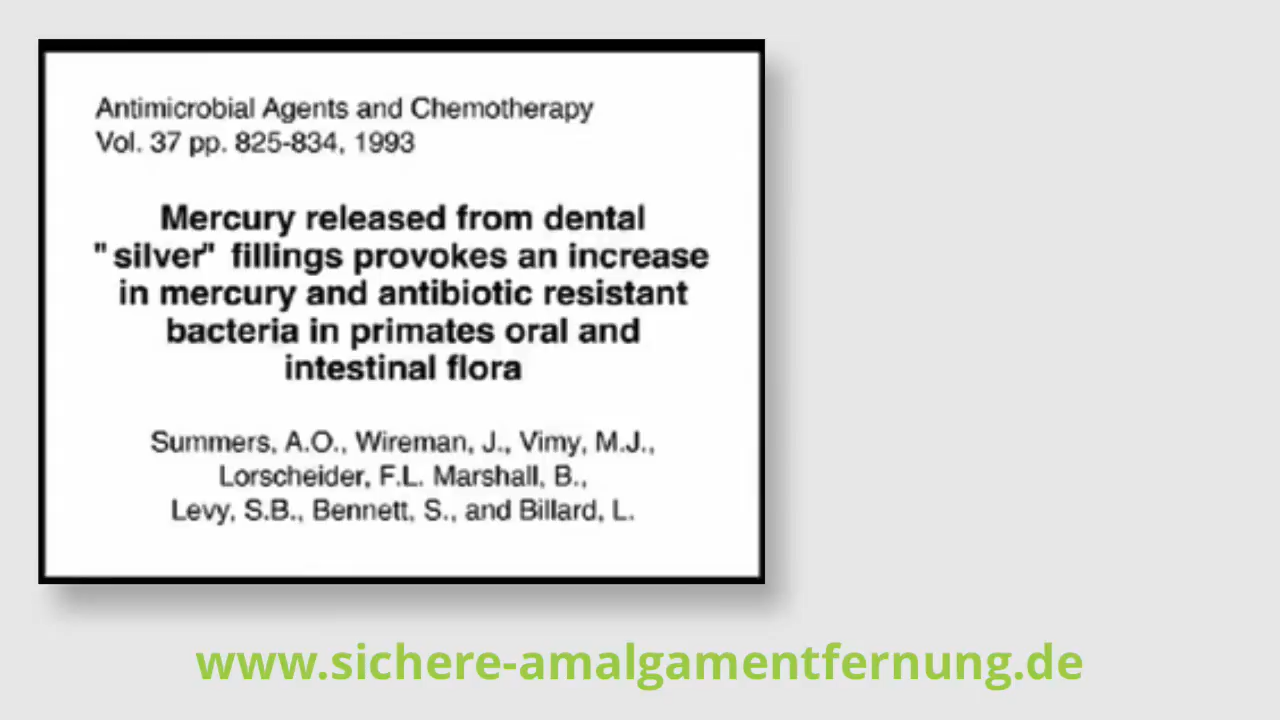 Antimicrobial Agents and Chemotherapy
Vol. 37 pp. 825-834, 1993
Mercury released from dental
"silver" fillings provokes an increase
in mercury and antibiotic resistant
bacteria in primates oral and
intestinal flora
Summers, A.O., Wireman, J., Vimy, M.J.,
Lorscheider, F.L. Marshall, B.,
Levy, S.B., Bennett, S., and Billard, L.
www.sichere-amalgamentfernung.de